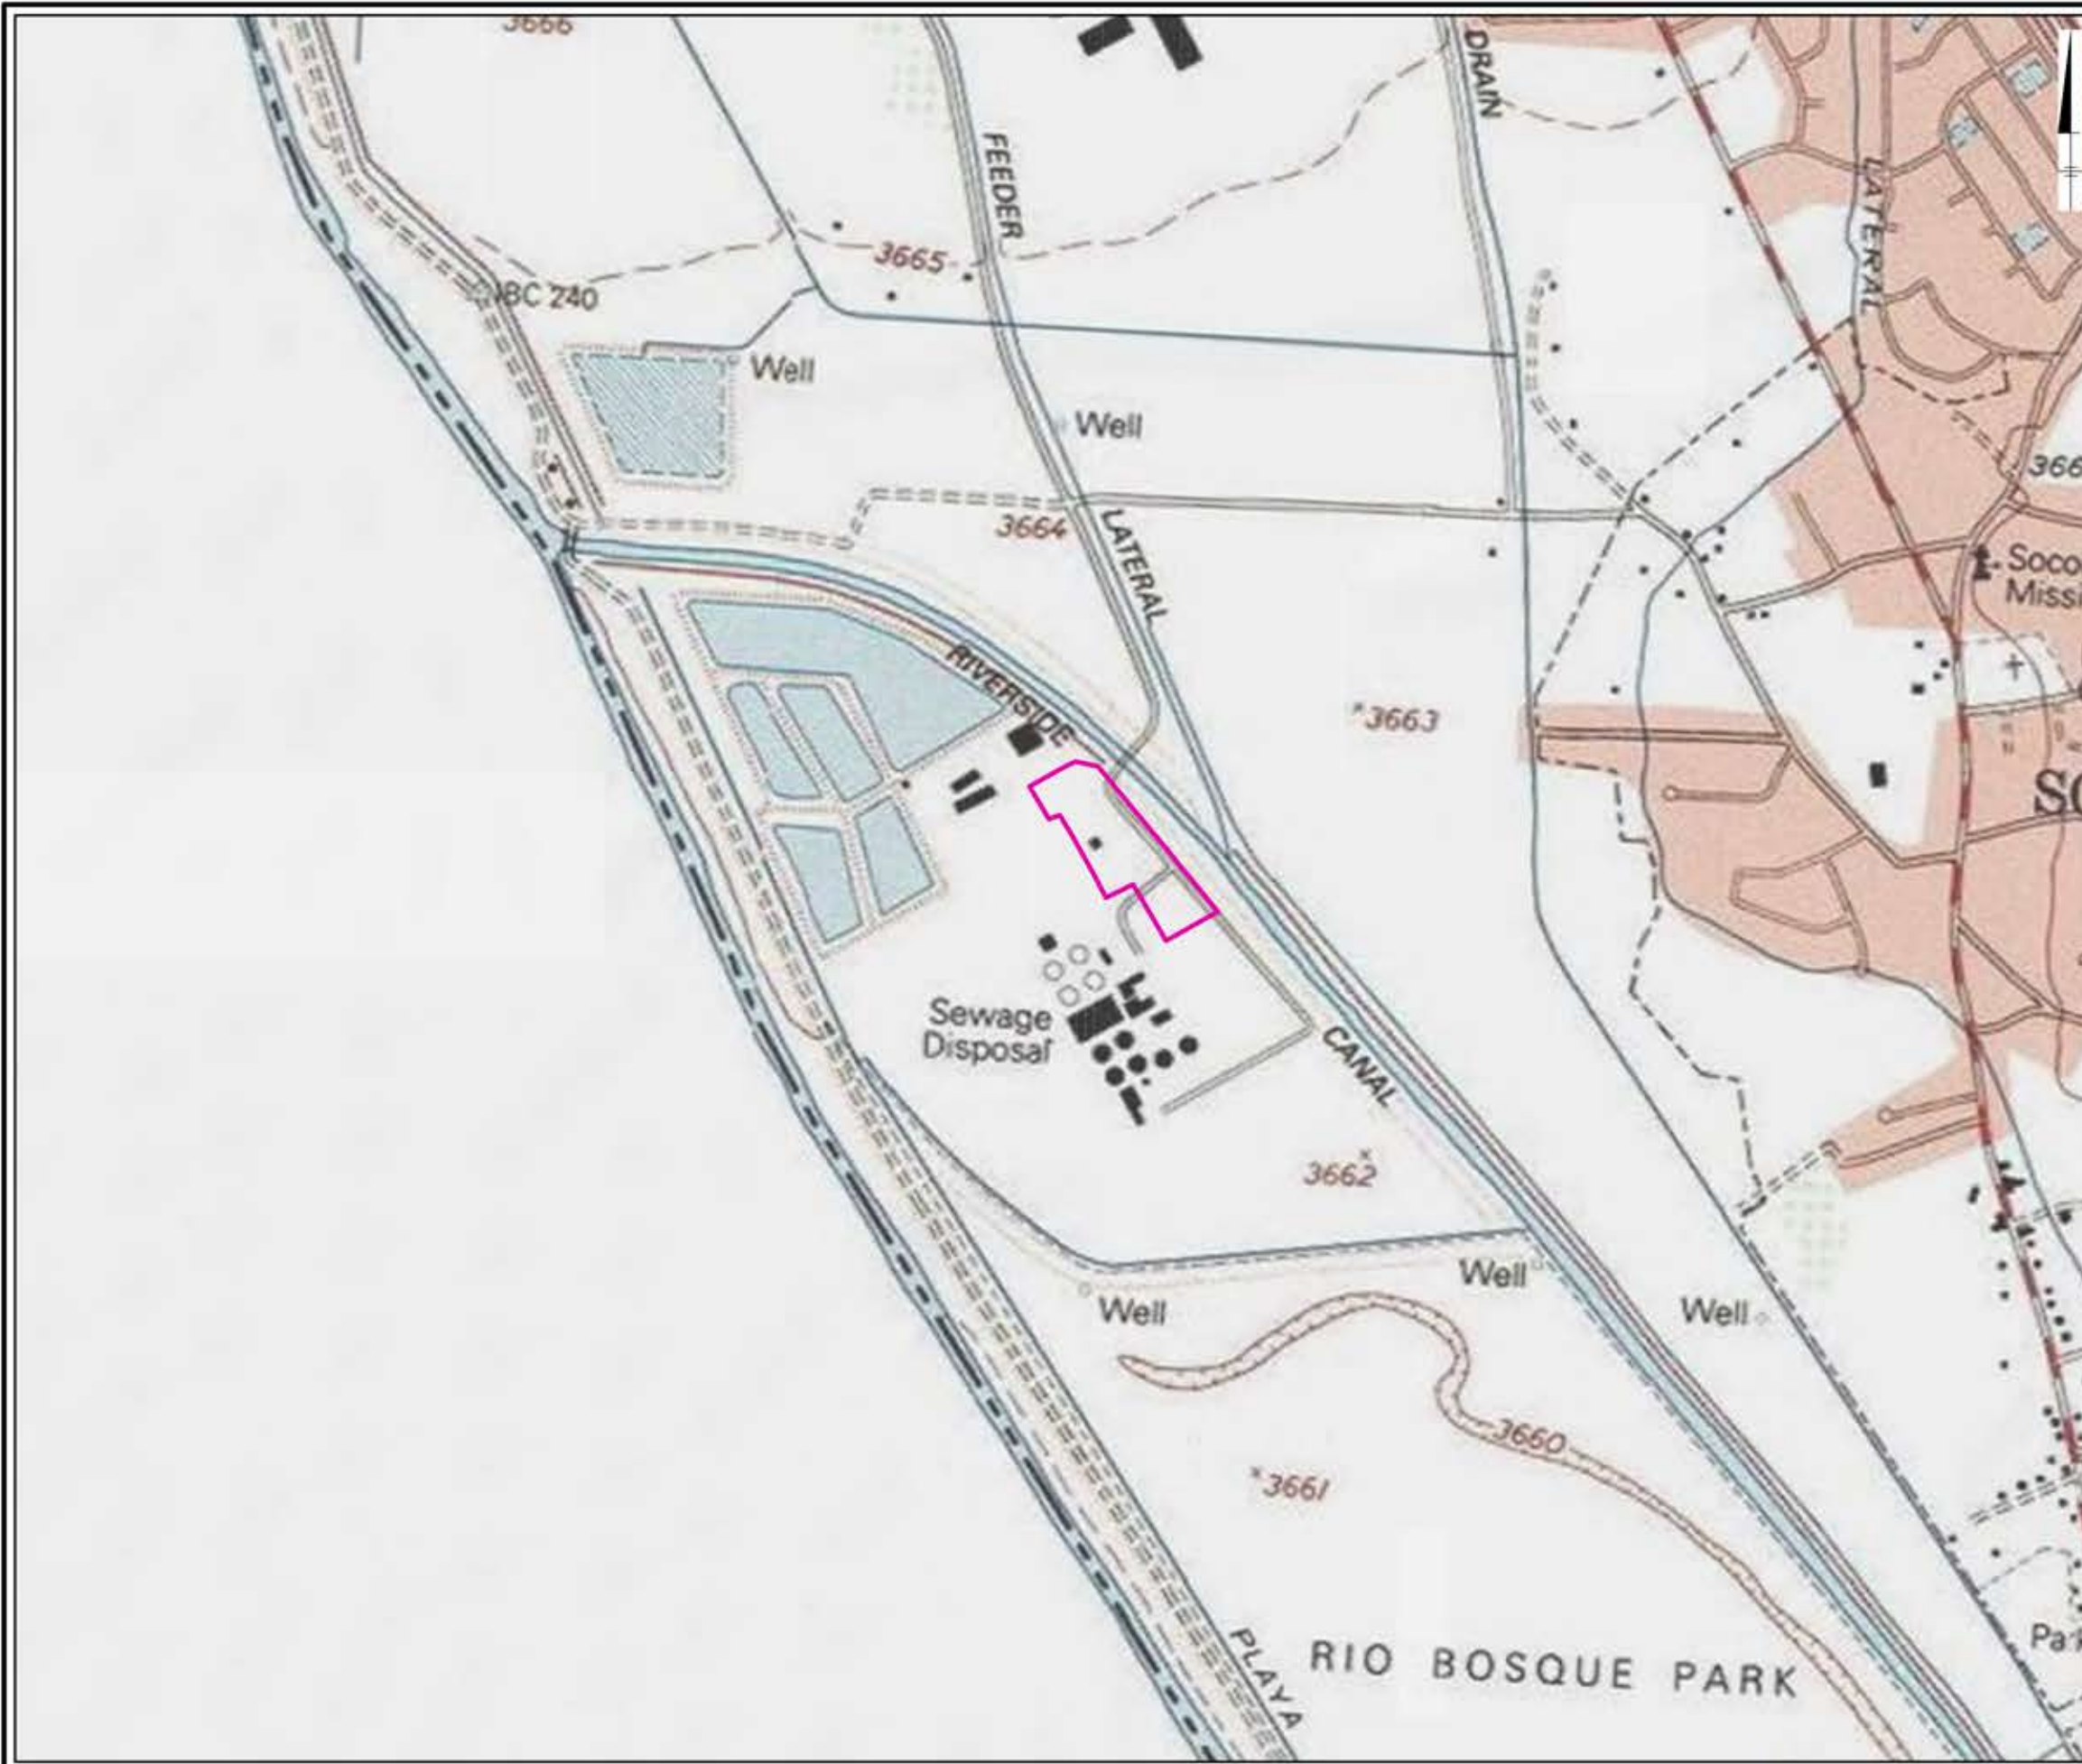 3666
DRAIN
FEEDER
LATERAL
3665
IBC 240
Well
Well
3664
LATERAL
Soco
Missi
RIVERSIDE
3663
Sewage
Disposal
CANAL
3662
Well
Well
Well
3660
3661
PLAYA
RIO BOSQUE PARK